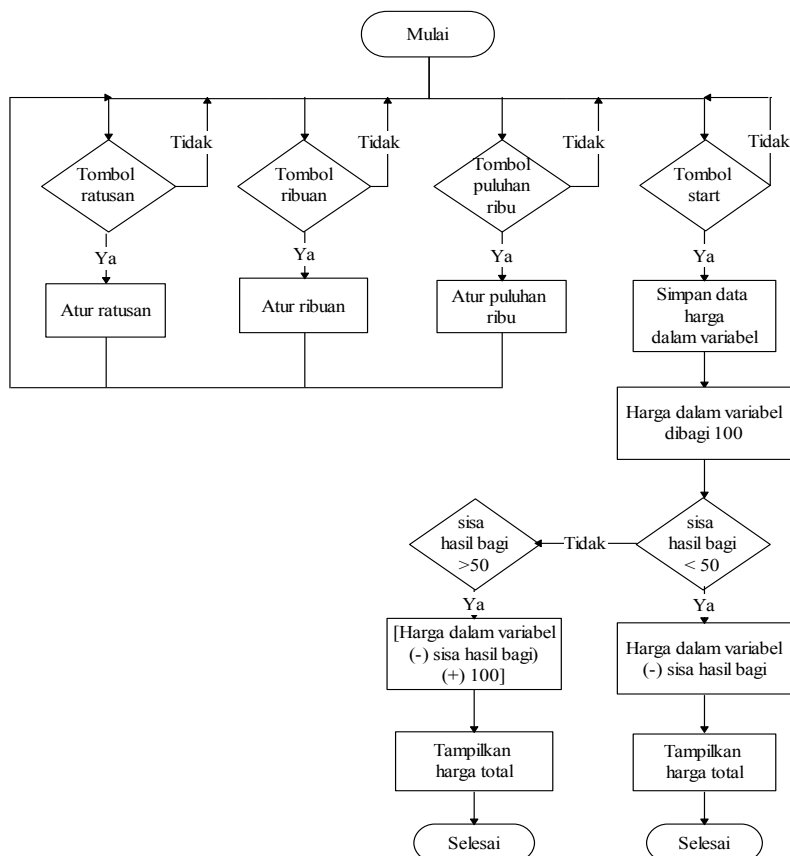 Mulai
Tidak
Tidak
Tidak
Tidak
Tombol
ratusan
Tombol
ribuan
Tombol
puluhan
ribu
Tombol
start
Ya
Ya
Ya
Ya
Atur ratusan
Atur ribuan
Atur puluhan
ribu
Simpan data
harga
dalam variabel
Harga dalam variabel
dibagi 100
sisa
hasil bagi
>50
Tidak
sisa
hasil bagi
< 50
Ya
Ya
[Harga dalam variabel
(-) sisa hasil bagi)
(+) 100]
Harga dalam variabel
(-) sisa hasil bagi
Tampilkan
harga total
Tampilkan
harga total
Selesai
Selesai